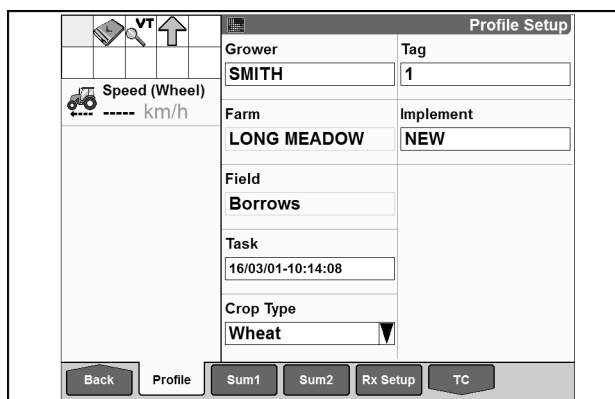 VT
Profile Setup
Speed (Wheel)
----- km/h
Grower
SMITH
Tag
1
Farm
LONG MEADOW
Implement
NEW
Field
Borrows
Task
16/03/01-10:14:08
Crop Type
Wheat
Back
Profile
Sum1
Sum2
Rx Setup
TC